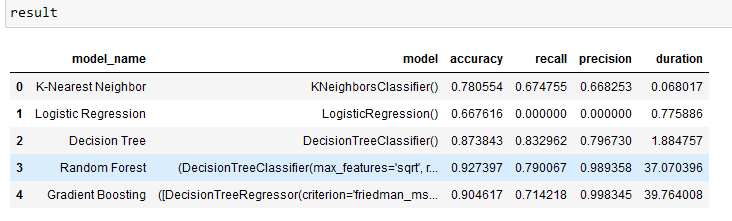 result
model_name model accuracy recall precision duration
0 K-Nearest Neighbor KNeighborsClassifier() 0.780554 0.674755 0.668253 0.068017
1 Logistic Regression LogisticRegression() 0.667616 0.000000 0.000000 0.775886
2 Decision Tree DecisionTreeClassifier() 0.873843 0.832962 0.796730 1.884757
3 Random Forest (DecisionTreeClassifier(max_features='sqrt', r... 0.927397 0.790067 0.989358 37.070396
4 Gradient Boosting ([DecisionTreeRegressor(criterion='friedman_ms... 0.904617 0.714218 0.998345 39.764008